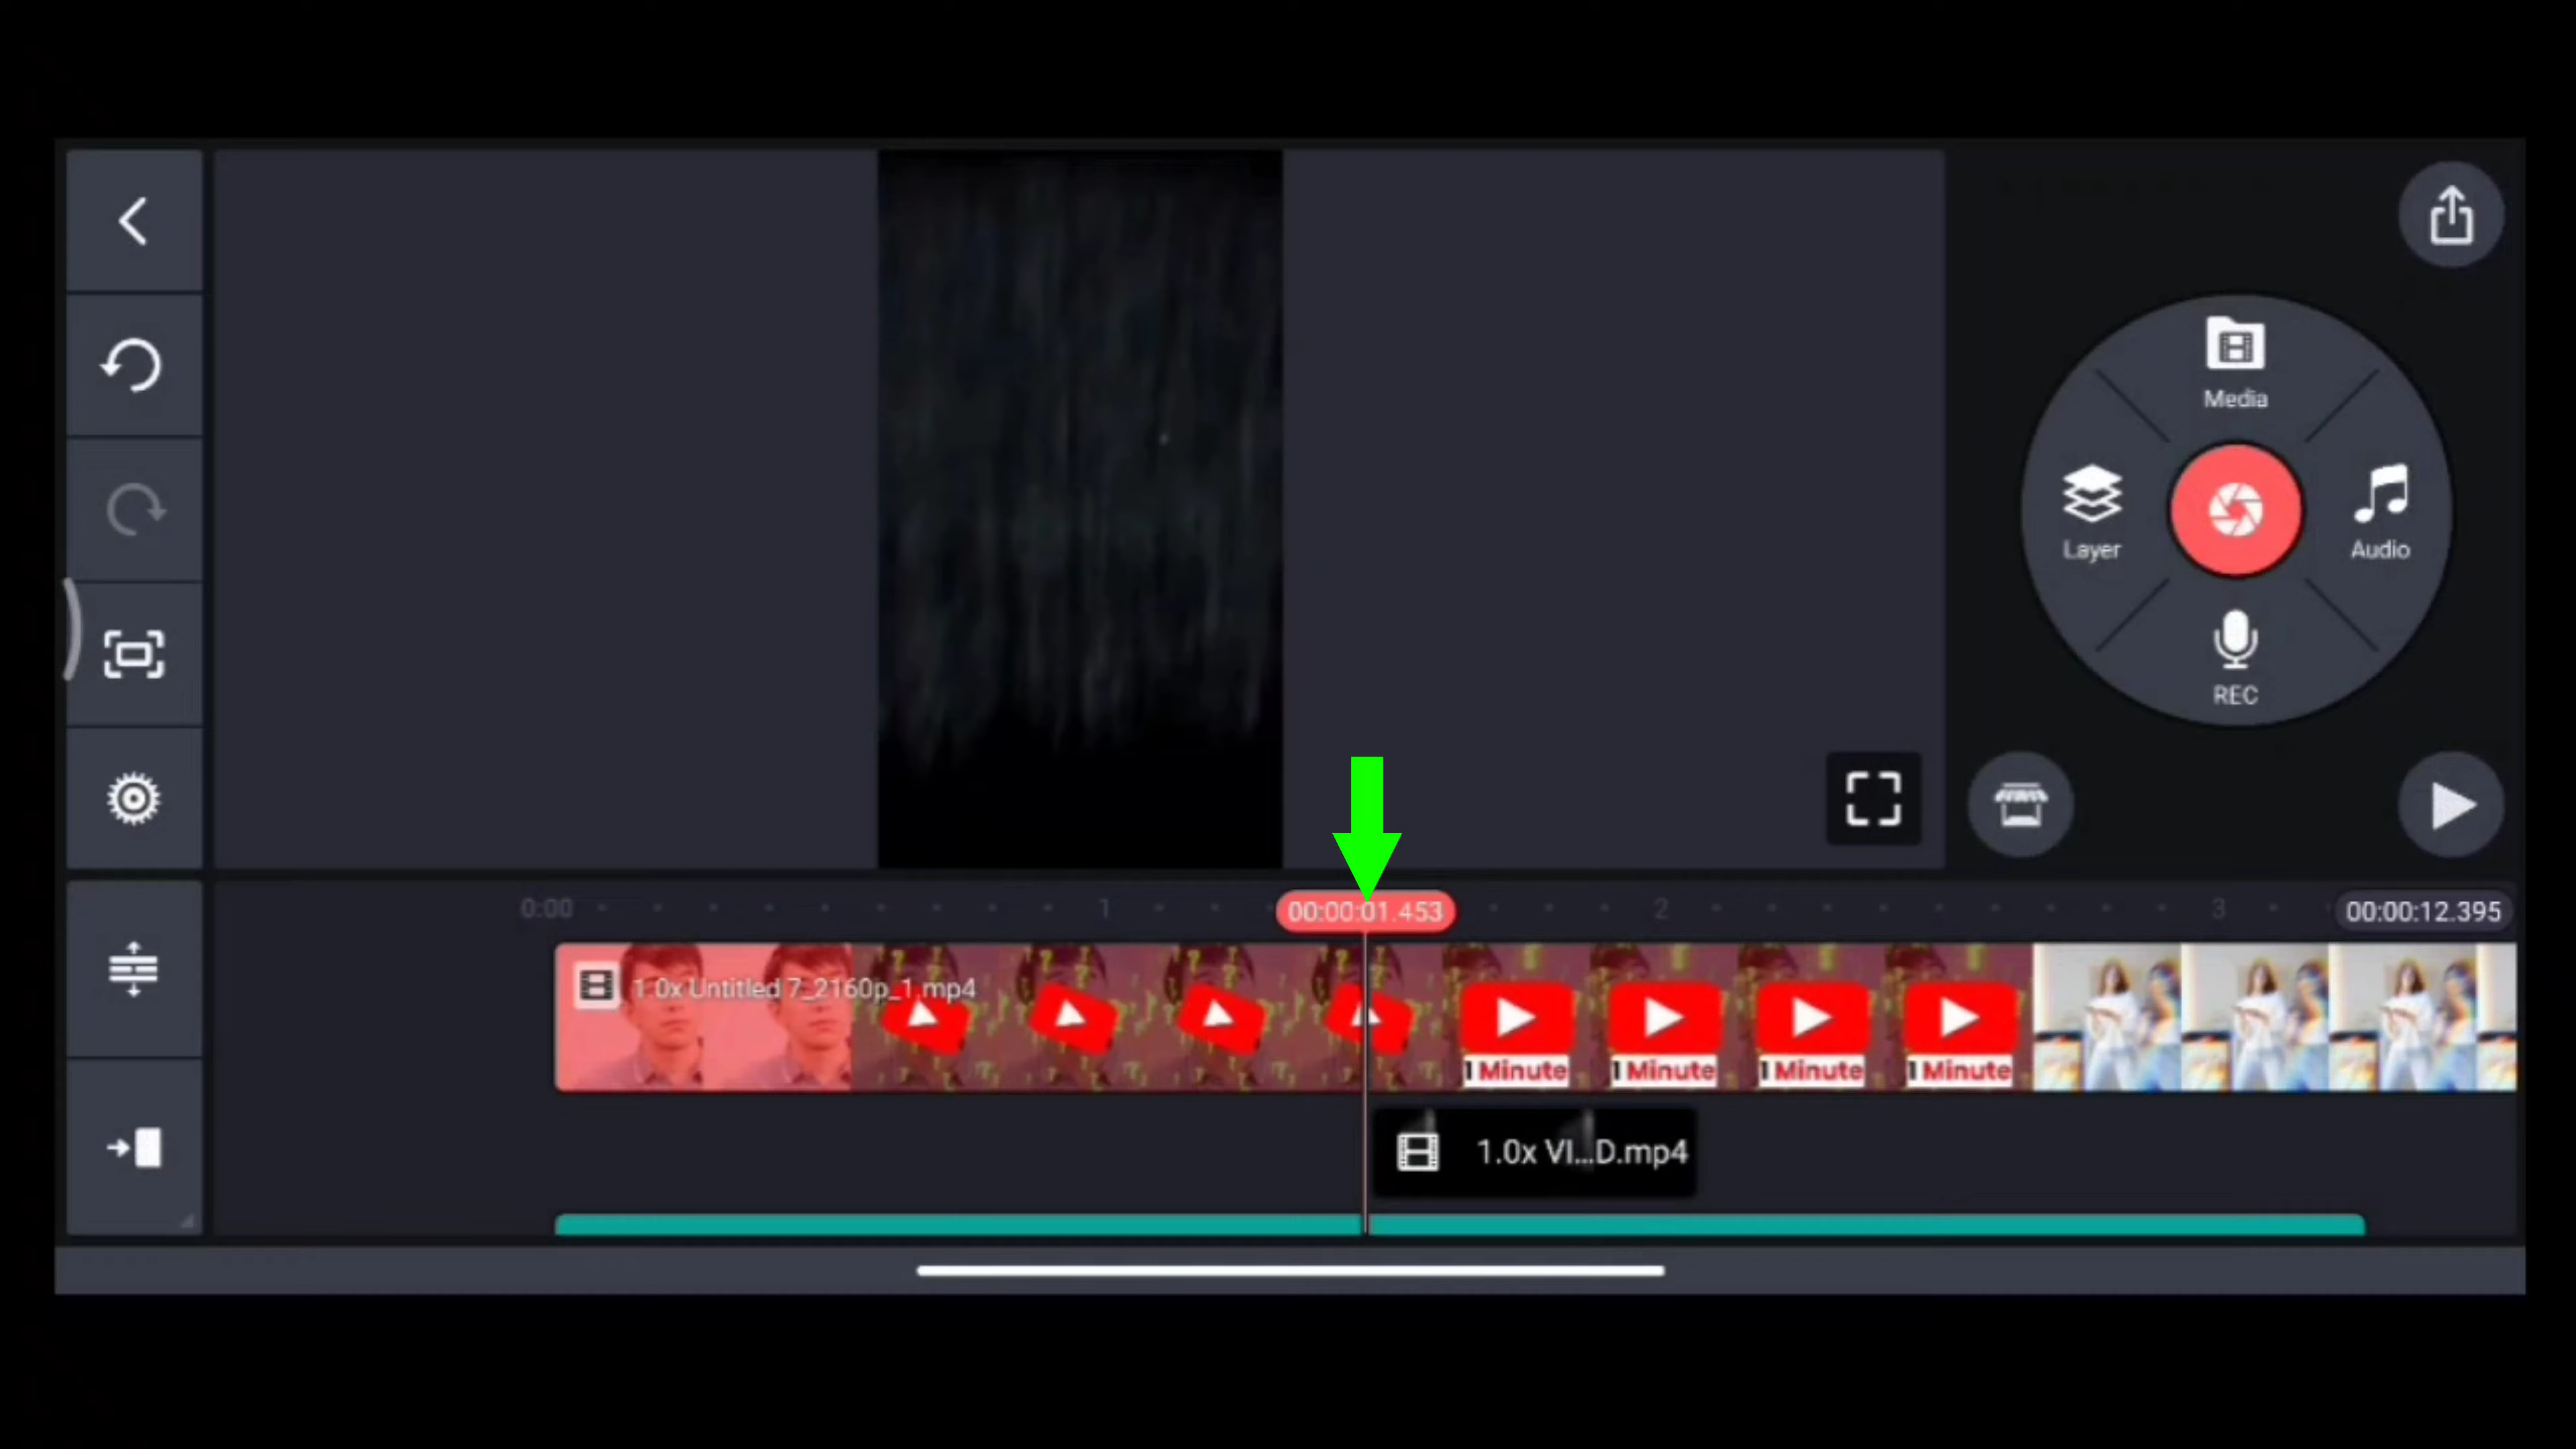 Media
Layer
Audio
REC
0:00
1
00:00:01.453
2
3
00:00:12.395
1.0x Untitled 7_2160p_1.mp4
1 Minute
1 Minute
1 Minute
1 Minute
1.0x VI...D.mp4